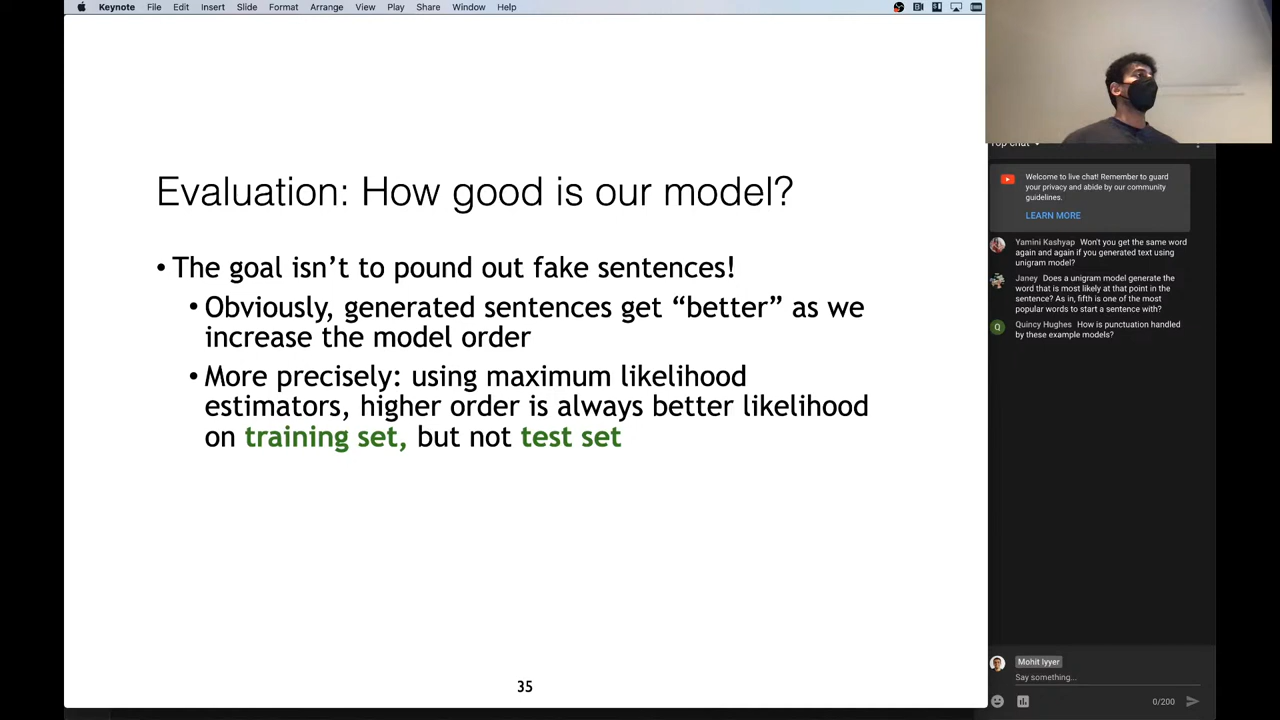 Keynote File Edit Insert Slide Format Arrange View Play Share Window Help
Evaluation: How good is our model?
• The goal isn't to pound out fake sentences!
• Obviously, generated sentences get “better” as we
increase the model order
• More precisely: using maximum likelihood
estimators, higher order is always better likelihood
on training set, but not test set
35
Top chat
Welcome to live chat! Remember to guard
your privacy and abide by our community
guidelines.
LEARN MORE
Yamini Kashyap Won't you get the same word
again and again if you generated text using
unigram model?
Janey Does a unigram model generate the
word that is most likely at that point in the
sentence? As in, fifth is one of the most
popular words to start a sentence with?
Q Quincy Hughes How is punctuation handled
by these example models?
Mohit Iyyer
Say something...
0/200